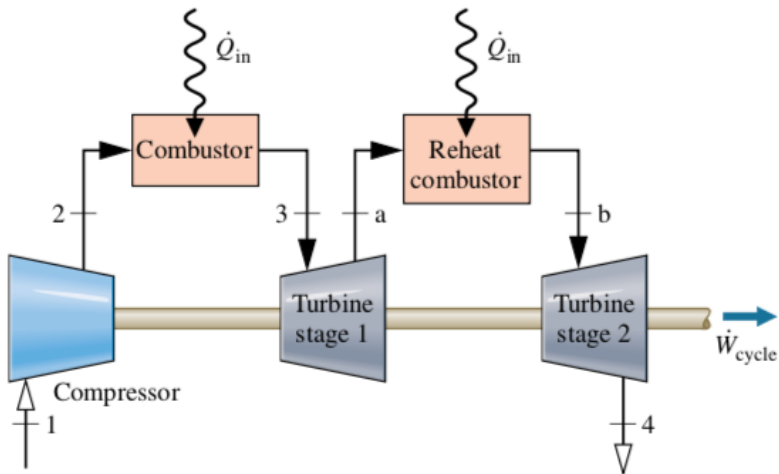 Q̇in
Q̇in
Combustor
Reheat
combustor
2
3
a
b
Turbine
stage 1
Turbine
stage 2
Ẇcycle
Compressor
1
4